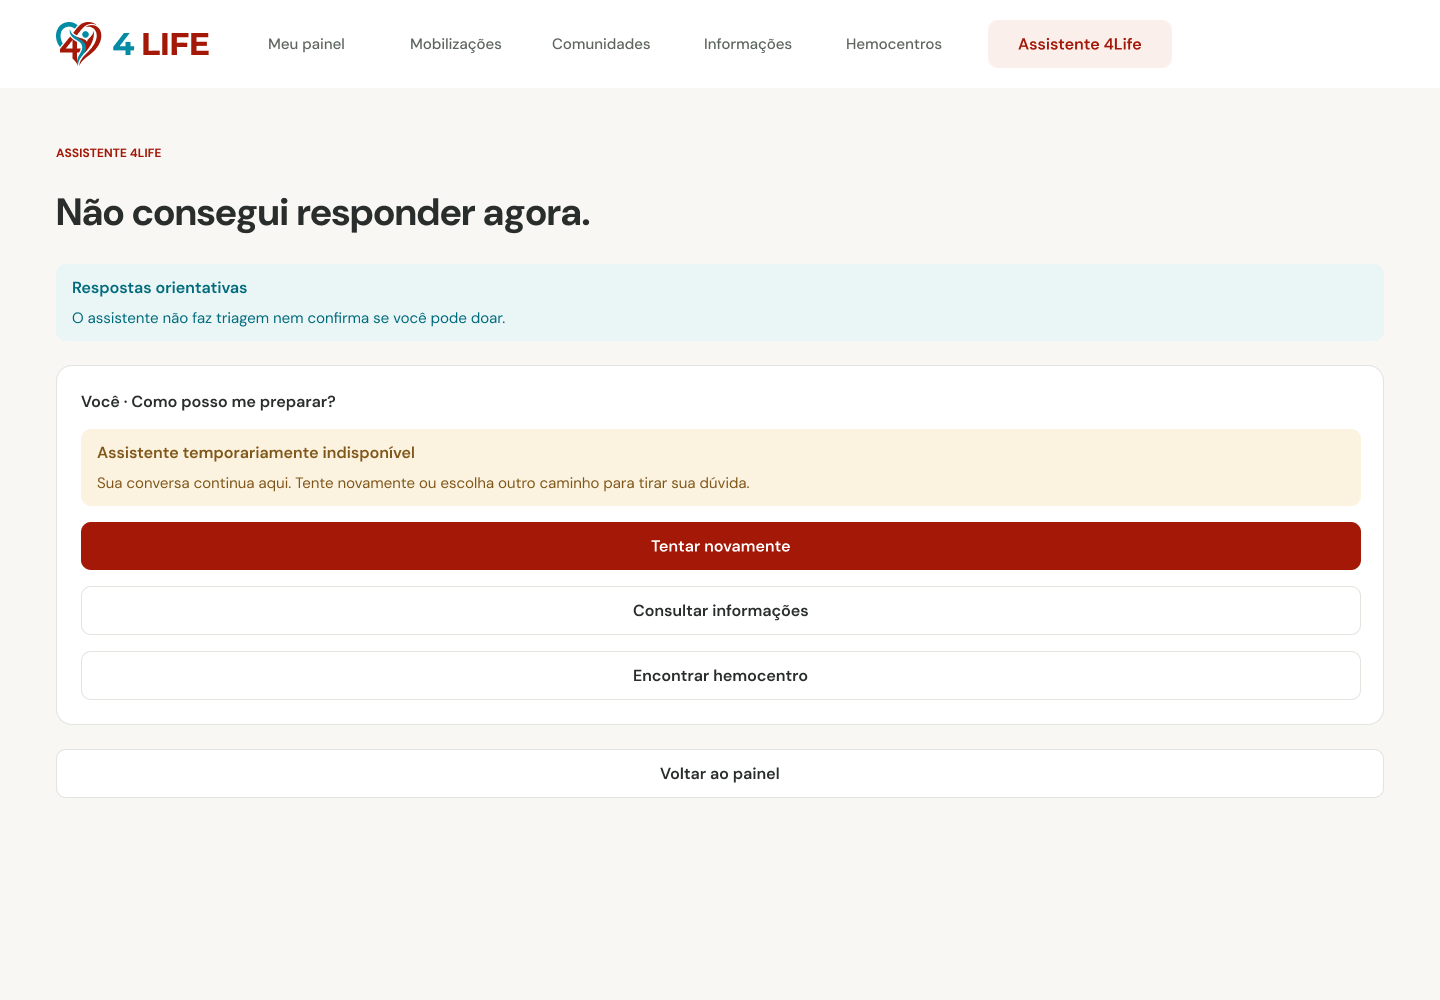 4 4 LIFE
Meu painel
Mobilizações
Comunidades
Informações
Hemocentros
Assistente 4Life
ASSISTENTE 4LIFE
Não consegui responder agora.
Respostas orientativas
O assistente não faz triagem nem confirma se você pode doar.
Você · Como posso me preparar?
Assistente temporariamente indisponível
Sua conversa continua aqui. Tente novamente ou escolha outro caminho para tirar sua dúvida.
Tentar novamente
Consultar informações
Encontrar hemocentro
Voltar ao painel